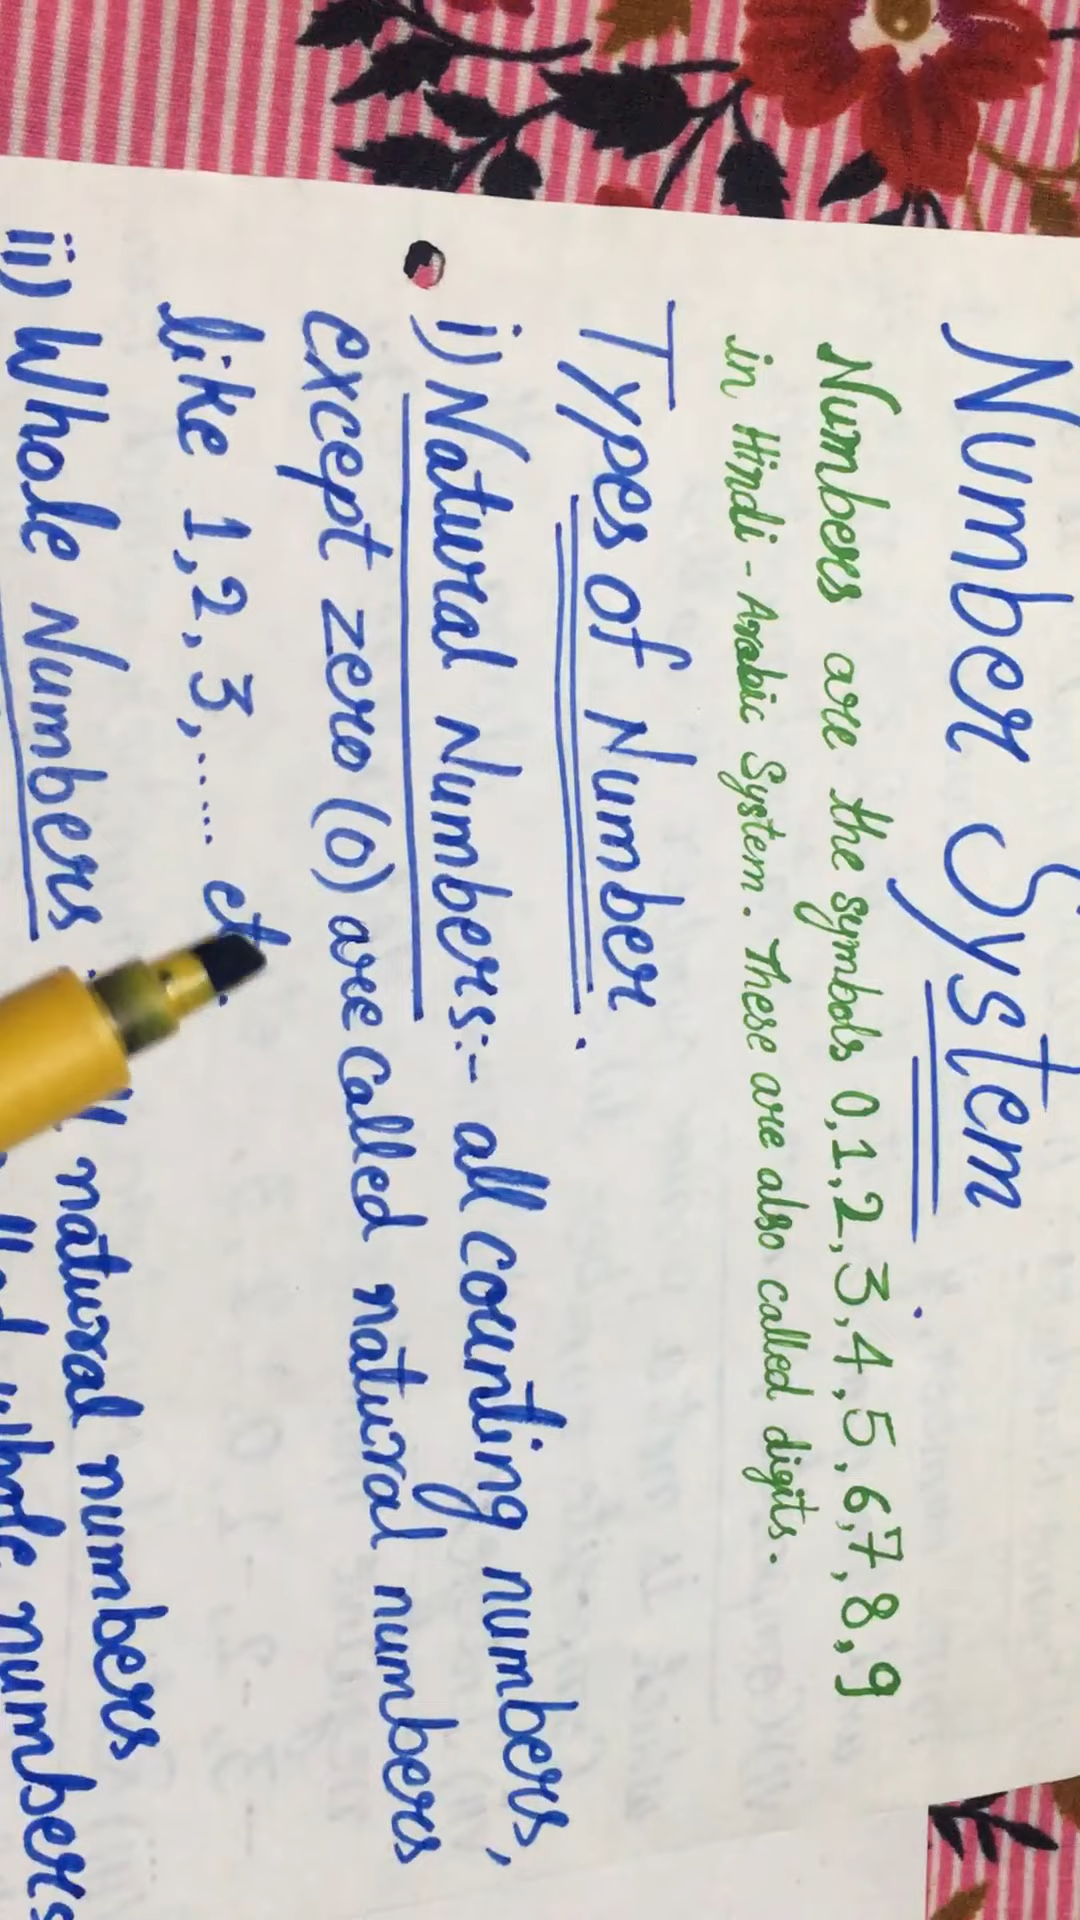 Number System
Numbers are the symbols 0,1,2,3,4,5,6,7,8,9
in Hindi - Arabic System. These are also called digits.
Types of Number
i) Natural Numbers:- all counting numbers,
except zero (0) are called natural numbers
like 1,2,3,.....
ii) Whole Numbers natural numbers
numbers